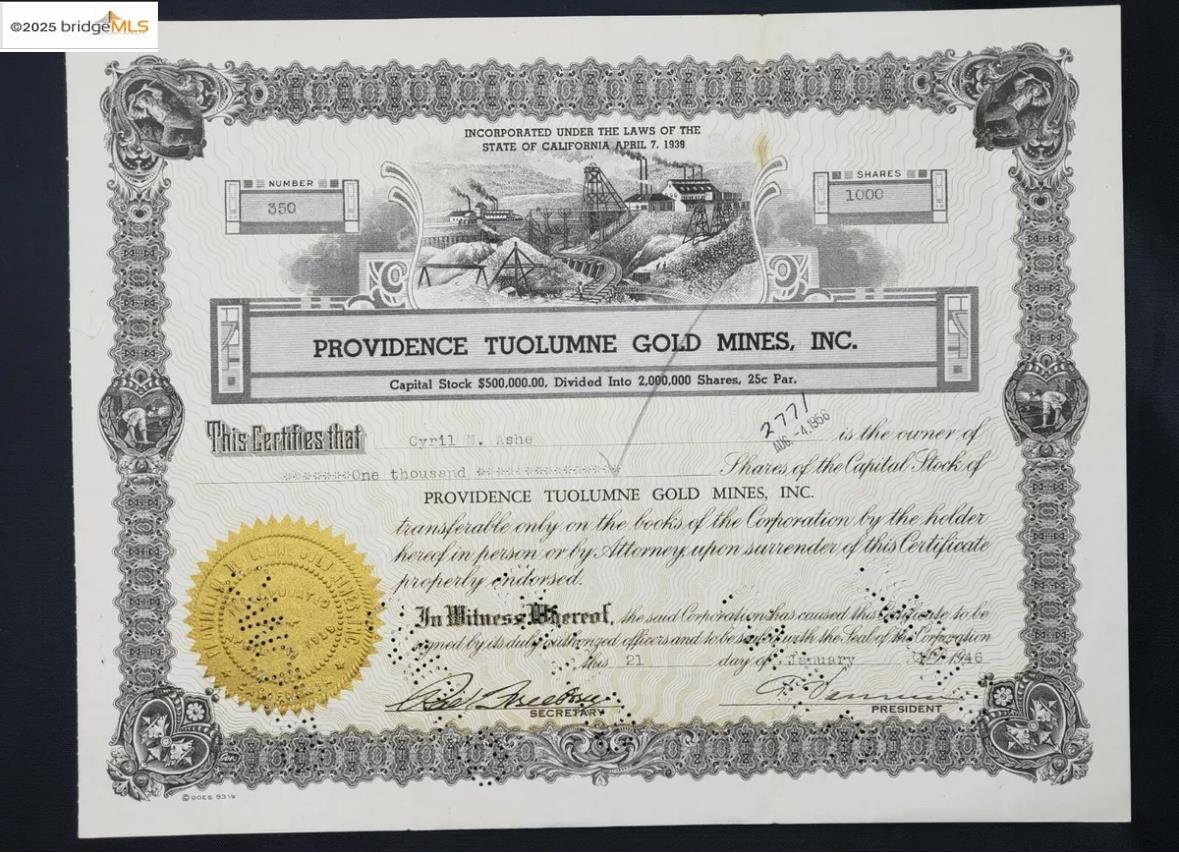 ©2025 bridgeMLS
INCORPORATED UNDER THE LAWS OF THE
STATE OF CALIFORNIA APRIL 7, 1939
NUMBER
350
SHARES
1000
PROVIDENCE TUOLUMNE GOLD MINES, INC.
Capital Stock $500,000.00, Divided Into 2,000,000 Shares, 25c Par.
2771
AUG -4 1966
This Certifies that Cyril M. Ashe is the owner of
*******One thousand *************** Shares of the Capital Stock of
PROVIDENCE TUOLUMNE GOLD MINES, INC.
transferable only on the books of the Corporation by the holder
hereof in person or by Attorney, upon surrender of this Certificate
properly endorsed.
In Witness Whereof, the said Corporation has caused this Certificate to be
signed by its duly authorized officers and to be sealed with the Seal of the Corporation
this 21 day of January 1946
SECRETARY
PRESIDENT
© GOES